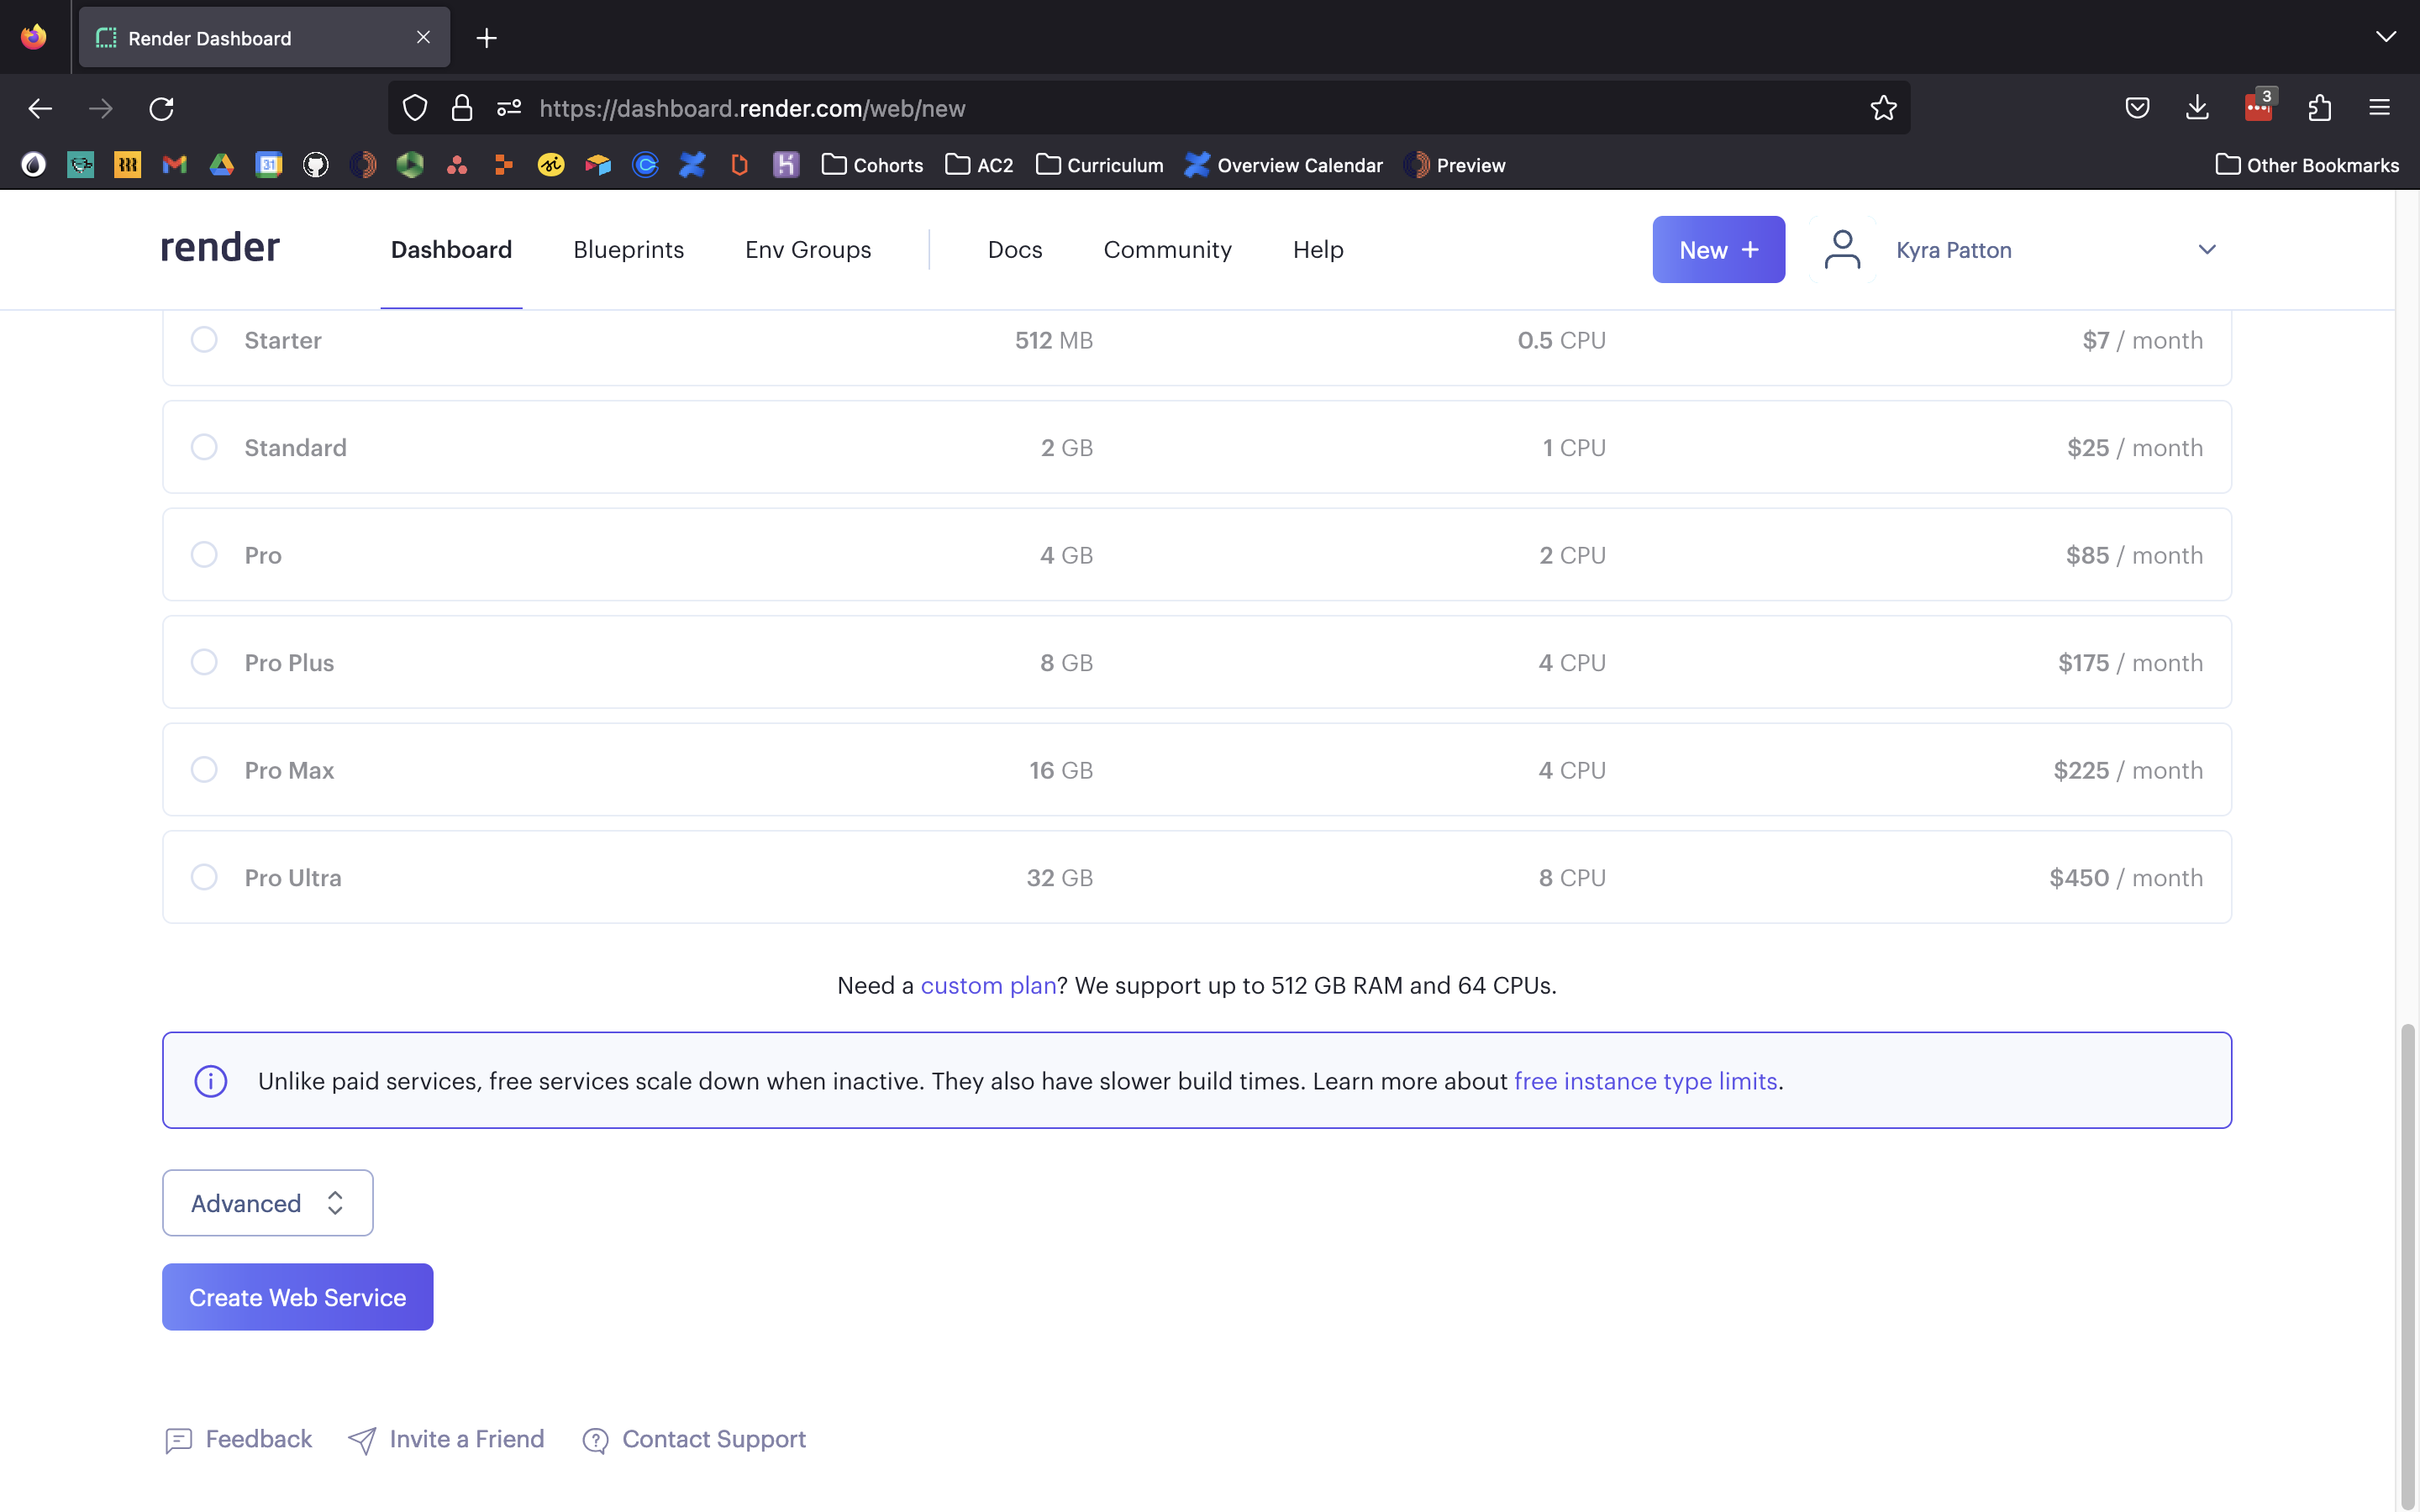 Render Dashboard
https://dashboard.render.com/web/new
3
31
Cohorts AC2 Curriculum Overview Calendar Preview Other Bookmarks
render Dashboard Blueprints Env Groups Docs Community Help New + Kyra Patton
Starter 512 MB 0.5 CPU $7 / month
Standard 2 GB 1 CPU $25 / month
Pro 4 GB 2 CPU $85 / month
Pro Plus 8 GB 4 CPU $175 / month
Pro Max 16 GB 4 CPU $225 / month
Pro Ultra 32 GB 8 CPU $450 / month
Need a custom plan? We support up to 512 GB RAM and 64 CPUs.
Unlike paid services, free services scale down when inactive. They also have slower build times. Learn more about free instance type limits.
Advanced
Create Web Service
Feedback Invite a Friend Contact Support